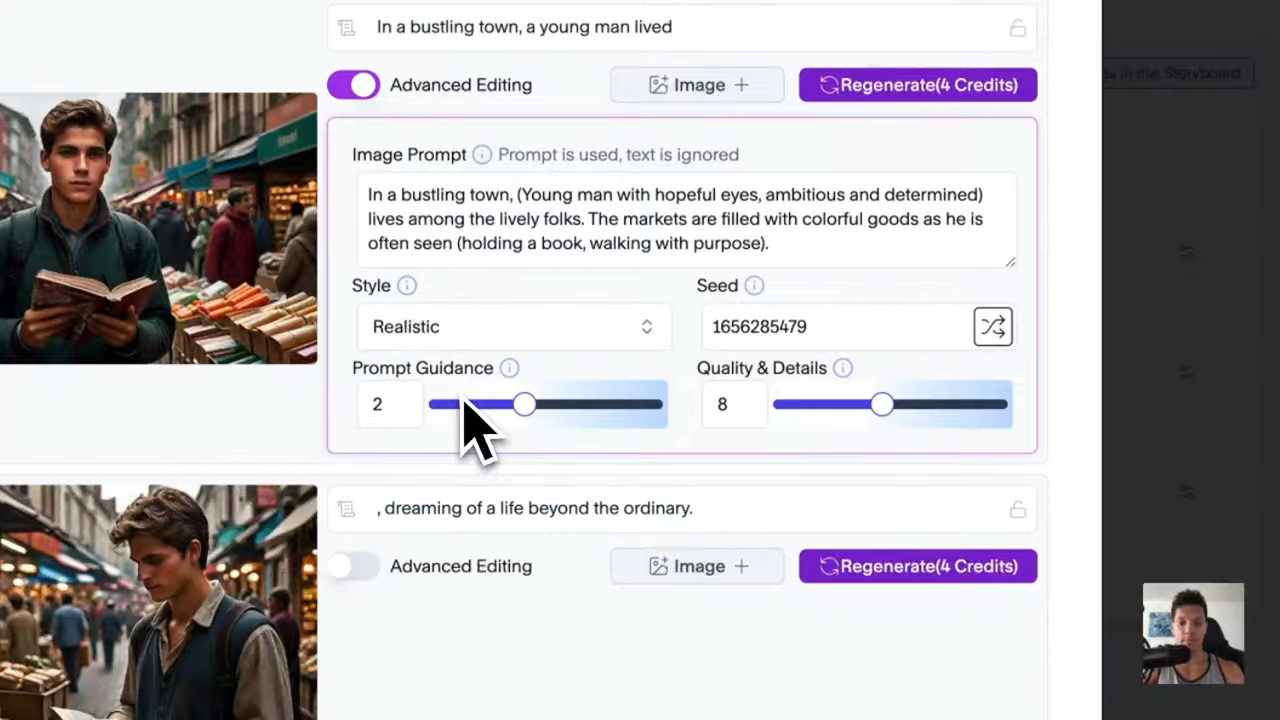 In a bustling town, a young man lived
s in this Storyboard.
Advanced Editing
Image +
Regenerate(4 Credits)
Image Prompt Prompt is used, text is ignored
In a bustling town, (Young man with hopeful eyes, ambitious and determined)
lives among the lively folks. The markets are filled with colorful goods as he is
often seen (holding a book, walking with purpose).
Style
Seed
Realistic
1656285479
Prompt Guidance
Quality & Details
2
8
, dreaming of a life beyond the ordinary.
Advanced Editing
Image +
Regenerate(4 Credits)